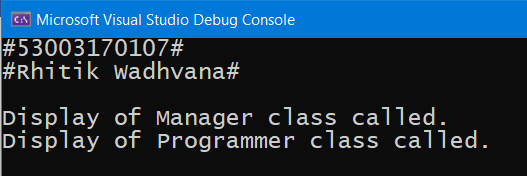 Microsoft Visual Studio Debug Console
#53003170107#
#Rhitik Wadhvana#
Display of Manager class called.
Display of Programmer class called.